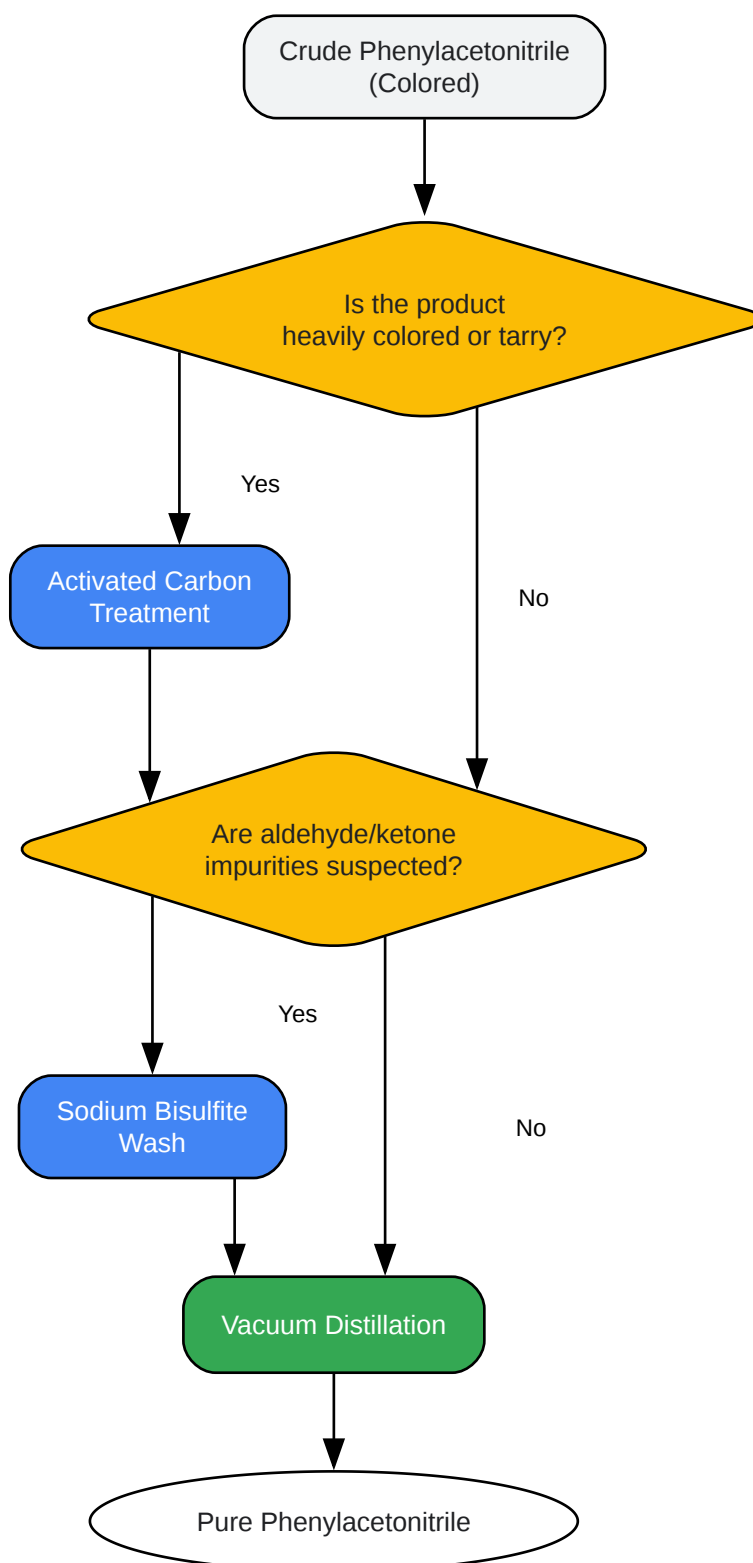 Crude Phenylacetonitrile
(Colored)
Is the product
heavily colored or tarry?
Yes
Activated Carbon
Treatment
No
Are aldehyde/ketone
impurities suspected?
Yes
Sodium Bisulfite
Wash
No
Vacuum Distillation
Pure Phenylacetonitrile